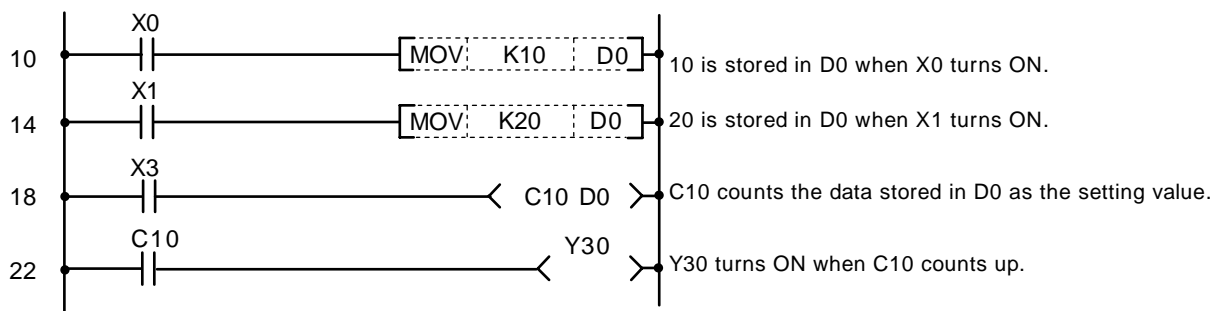 X0
10 MOV K10 D0 10 is stored in D0 when X0 turns ON.
X1
14 MOV K20 D0 20 is stored in D0 when X1 turns ON.
X3
18 C10 D0 C10 counts the data stored in D0 as the setting value.
C10 Y30
22 Y30 turns ON when C10 counts up.